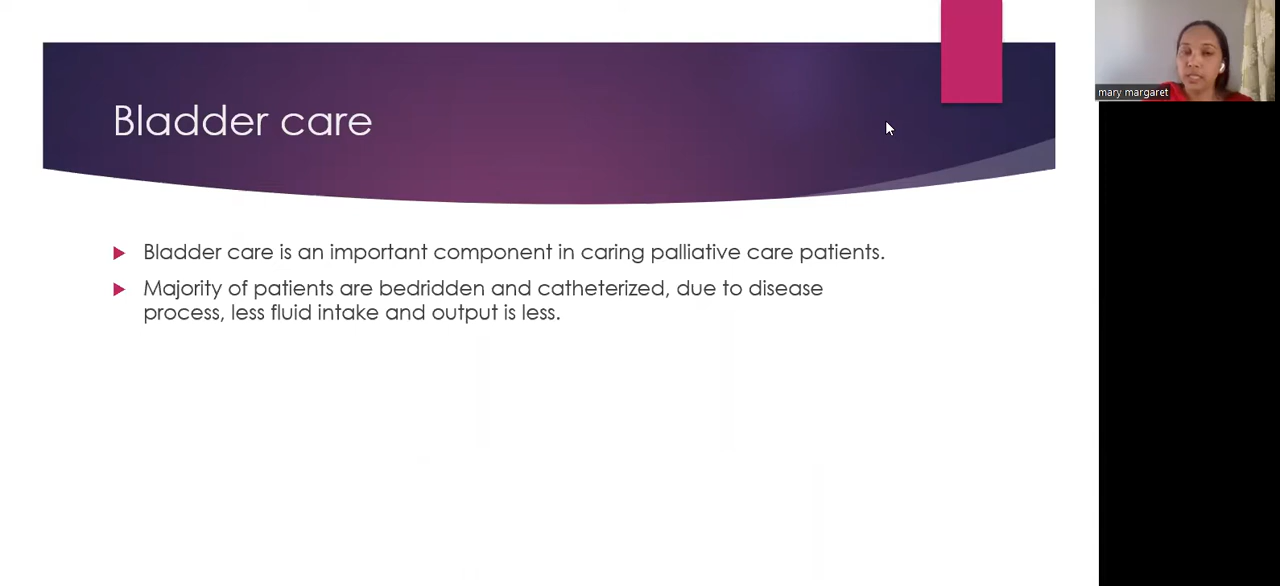 Bladder care
Bladder care is an important component in caring palliative care patients.
Majority of patients are bedridden and catheterized, due to disease
process, less fluid intake and output is less.
mary margaret